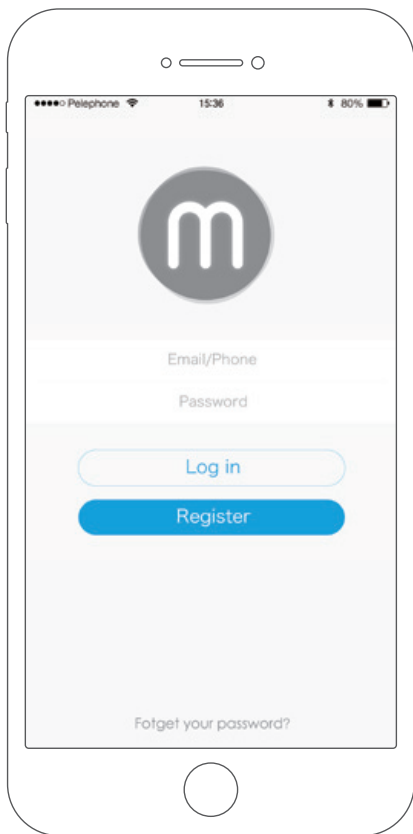 Pelephone 15:36 80%
m
Email/Phone
Password
Log in
Register
Fotget your password?